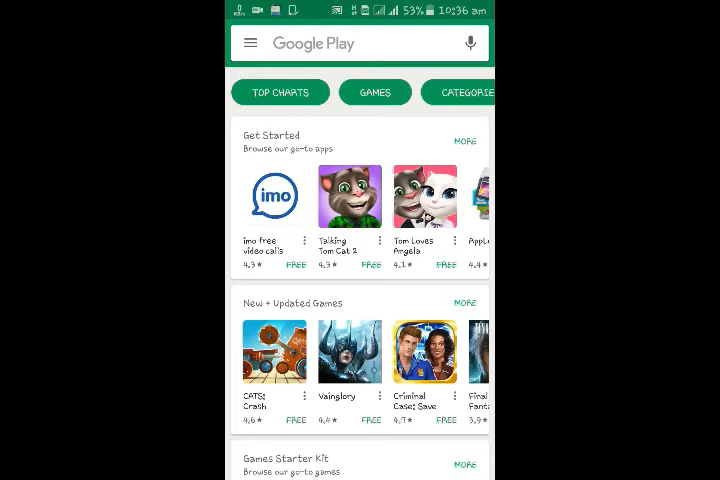 53% 10:36 am
Google Play
TOP CHARTS GAMES CATEGORIE
Get Started
Browse our go-to apps
MORE
imo
imo free
video calls
4.3★ FREE
Talking
Tom Cat 2
4.3★ FREE
Tom Loves
Angela
4.1★ FREE
AppL
4.4★
New + Updated Games
MORE
CATS:
Crash
4.6★ FREE
Vainglory
4.4★ FREE
Criminal
Case: Save
4.7★ FREE
Final
Fanta
3.9★
Games Starter Kit
Browse our go-to games
MORE